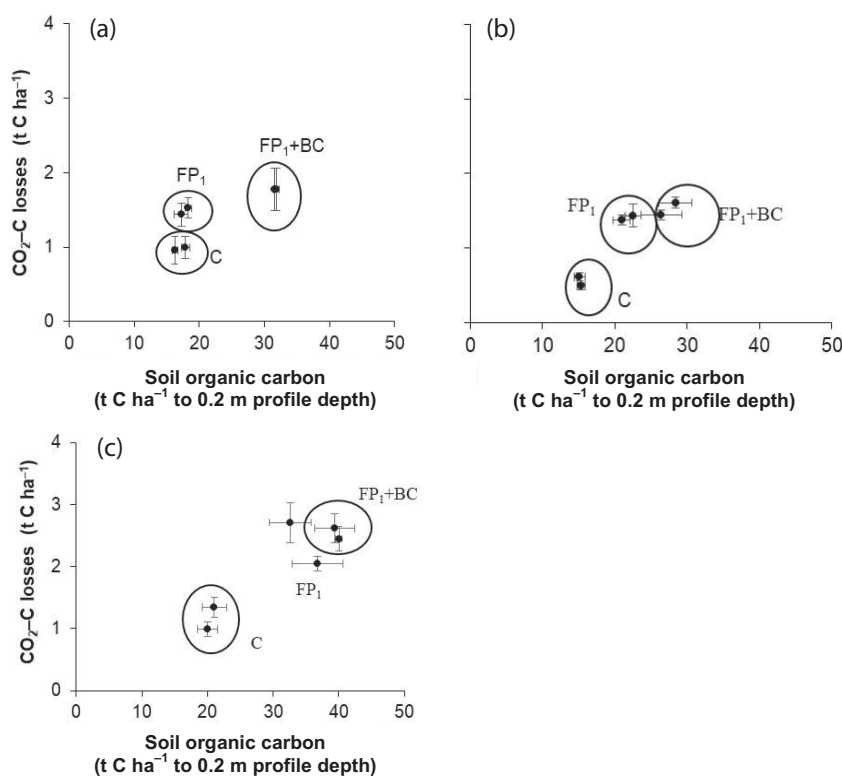 (a)
CO₂–C losses (t C ha⁻¹)
4
3
2
1
0
FP₁
FP₁+BC
C
0 10 20 30 40 50
Soil organic carbon
(t C ha⁻¹ to 0.2 m profile depth)
(b)
FP₁
FP₁+BC
C
0 10 20 30 40 50
Soil organic carbon
(t C ha⁻¹ to 0.2 m profile depth)
(c)
CO₂–C losses (t C ha⁻¹)
4
3
2
1
0
FP₁+BC
FP₁
C
0 10 20 30 40 50
Soil organic carbon
(t C ha⁻¹ to 0.2 m profile depth)